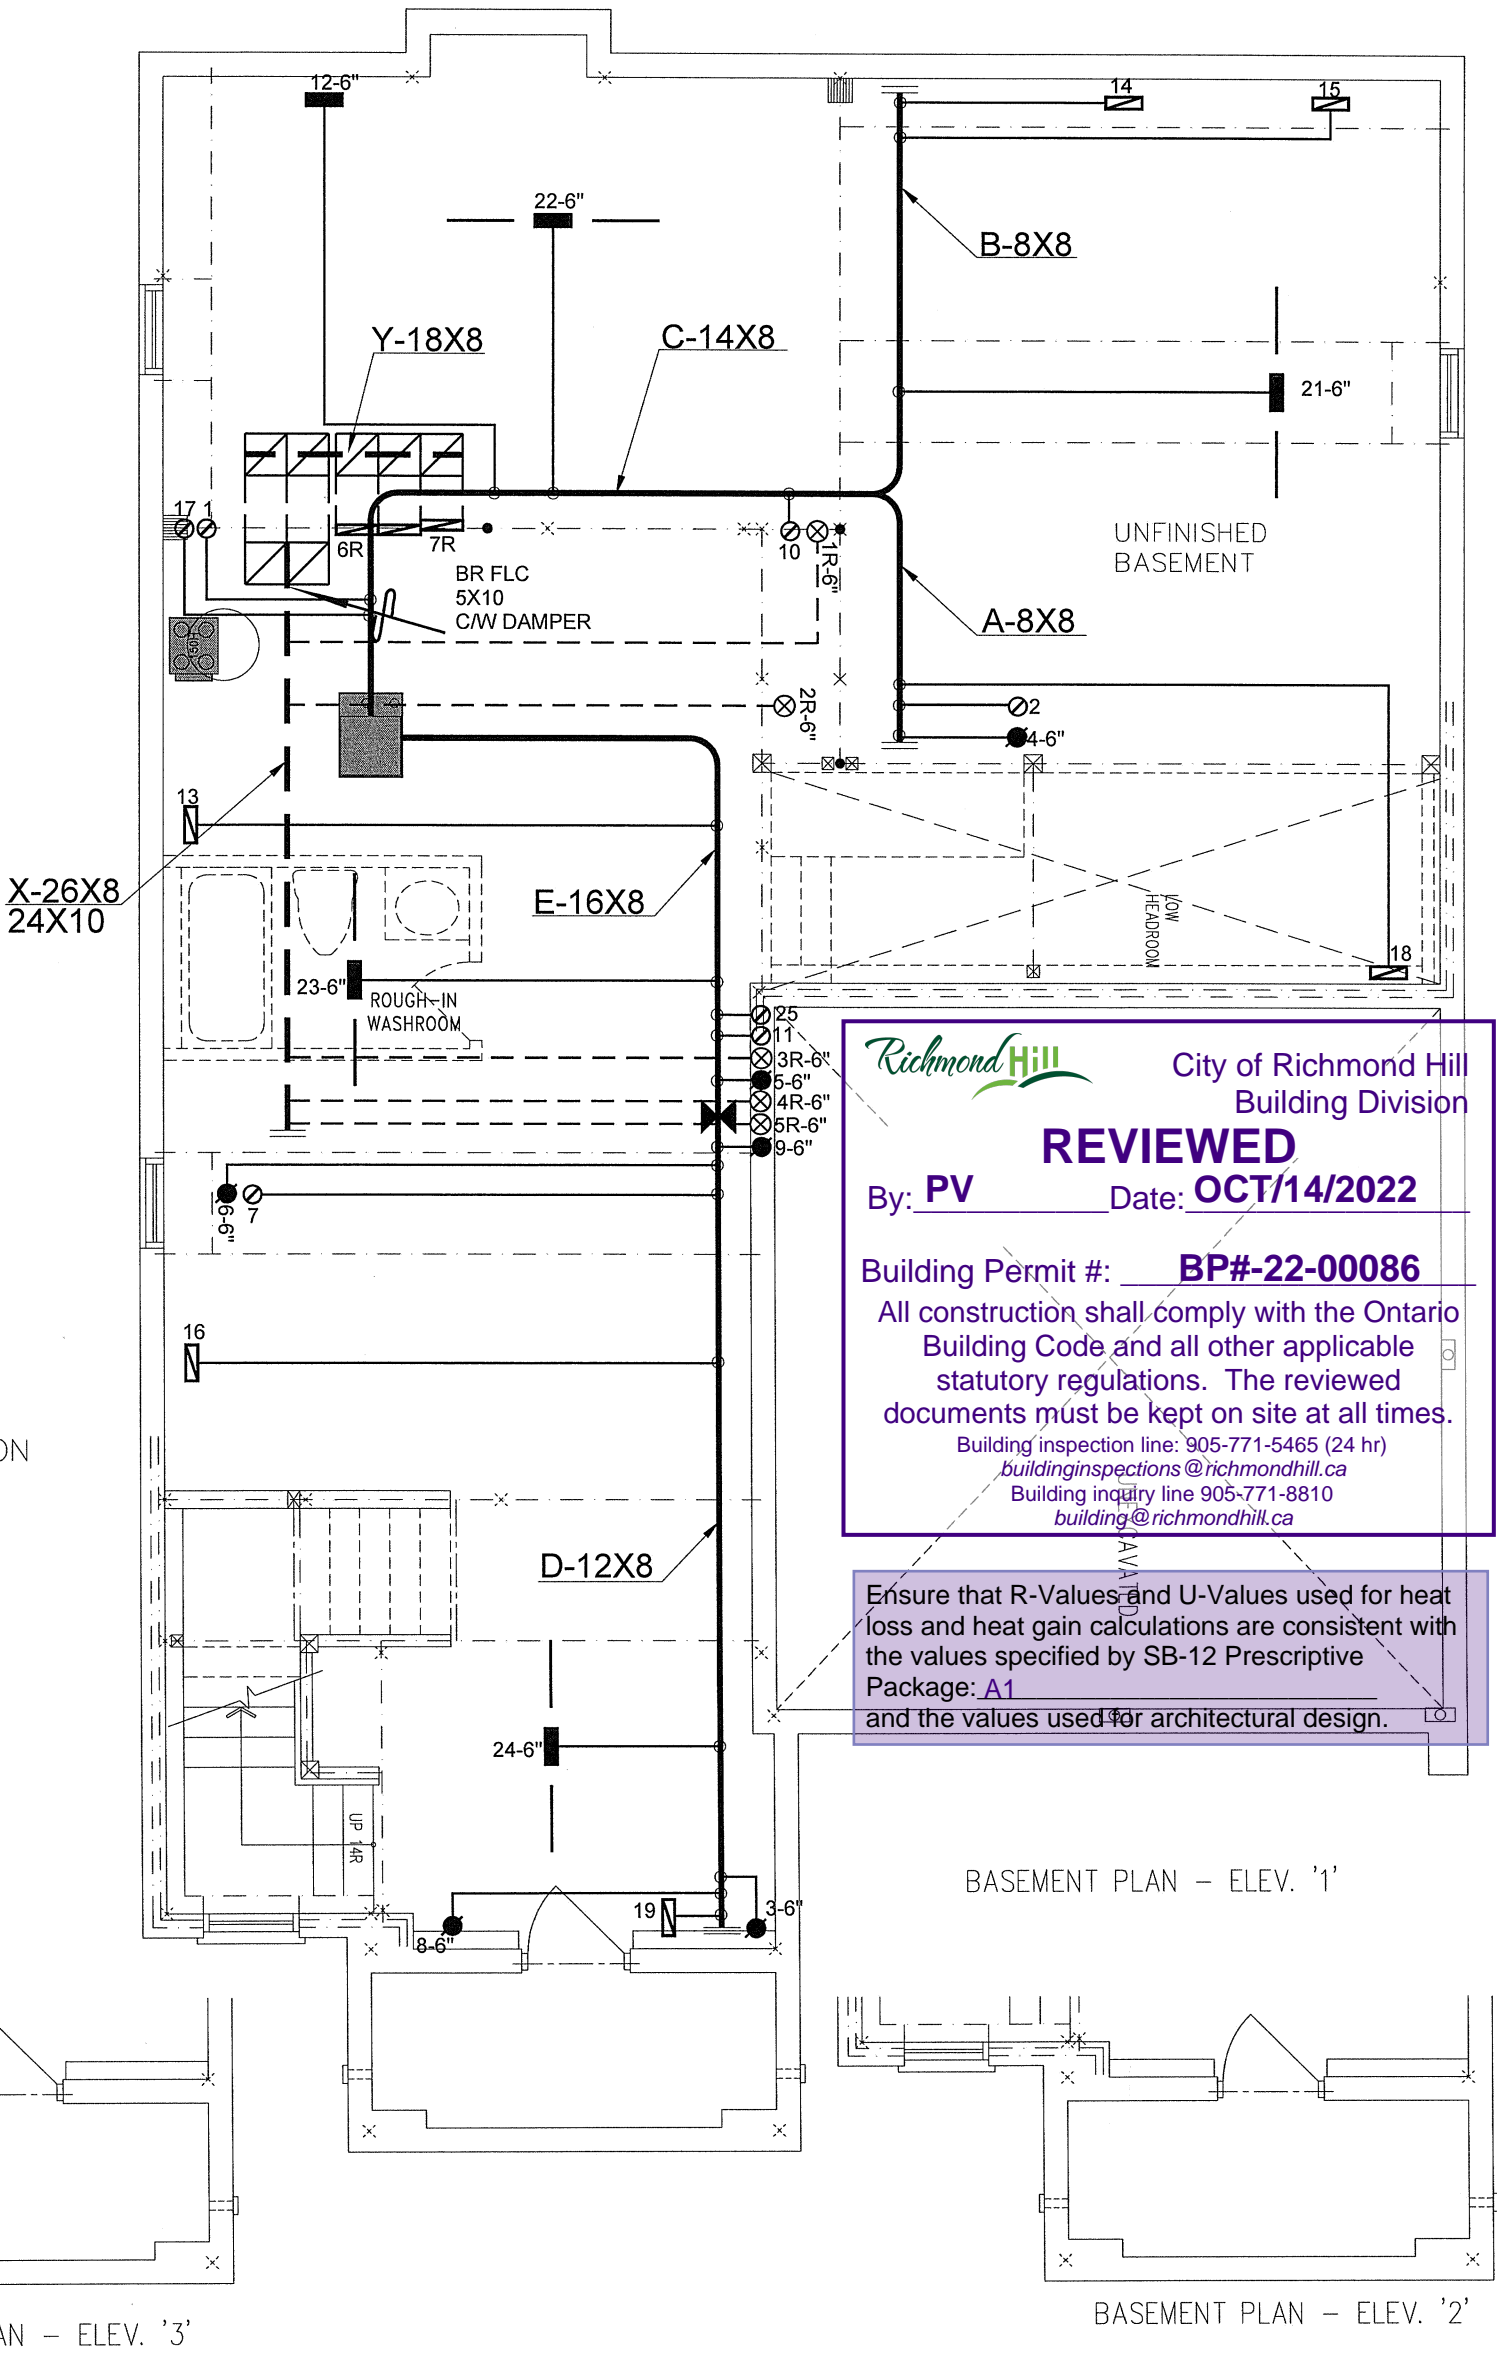 12-6"
14
15
22-6"
B-8X8
Y-18X8
C-14X8
21-6"
17
1
6R
7R
10
1R-6"
UNFINISHED
BASEMENT
BR FLC
5X10
C/W DAMPER
A-8X8
2R-6"
2
4-6"
13
X-26X8
24X10
E-16X8
LOW
HEADROOM
18
23-6"
ROUGH-IN
WASHROOM
25
11
3R-6"
5-6"
4R-6"
5R-6"
9-6"
6-6"
7
16
ON
Richmond Hill
City of Richmond Hill
Building Division
REVIEWED
By: PV Date: OCT/14/2022
Building Permit #: BP#-22-00086
All construction shall comply with the Ontario
Building Code and all other applicable
statutory regulations. The reviewed
documents must be kept on site at all times.
Building inspection line: 905-771-5465 (24 hr)
buildinginspections@richmondhill.ca
Building inquiry line 905-771-8810
building@richmondhill.ca
UNEXCAVATED
D-12X8
Ensure that R-Values and U-Values used for heat
loss and heat gain calculations are consistent with
the values specified by SB-12 Prescriptive
Package: A1
and the values used for architectural design.
24-6"
UP 14R
8-6"
19
3-6"
BASEMENT PLAN - ELEV. '1'
BASEMENT PLAN - ELEV. '2'
AN - ELEV. '3'